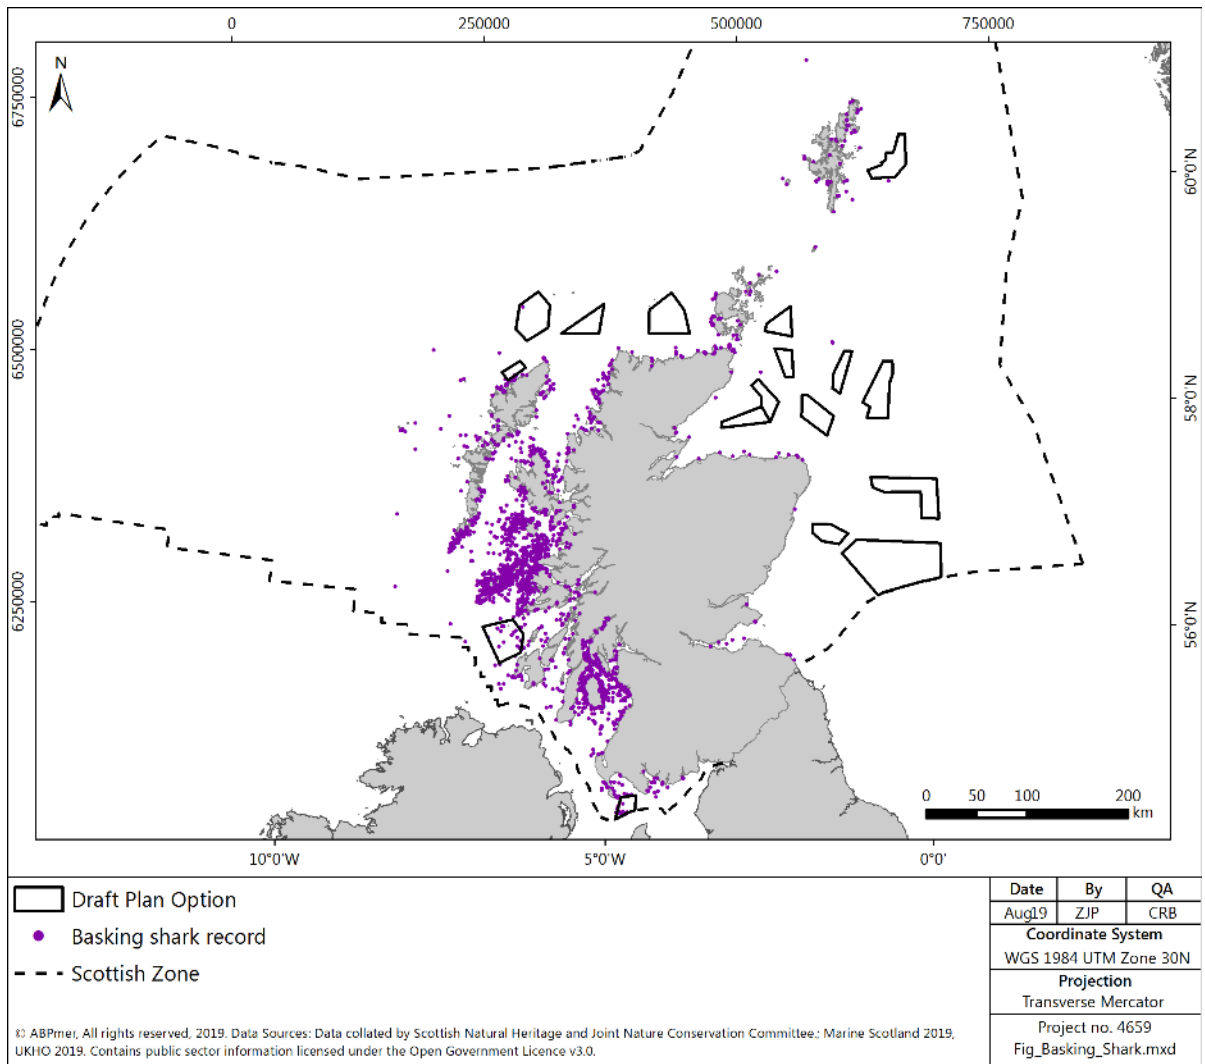 0 250000 500000 750000
N
6750000
6500000
6250000
60°0'N
58°0'N
56°0'N
0 50 100 200
km
10°0'W 5°0'W 0°0'
Draft Plan Option
Basking shark record
Scottish Zone
© ABPmer, All rights reserved, 2019. Data Sources: Data collated by Scottish Natural Heritage and Joint Nature Conservation Committee.; Marine Scotland 2019,
UKHO 2019. Contains public sector information licensed under the Open Government Licence v3.0.
Date By QA
Aug19 ZJP CRB
Coordinate System
WGS 1984 UTM Zone 30N
Projection
Transverse Mercator
Project no. 4659
Fig_Basking_Shark.mxd